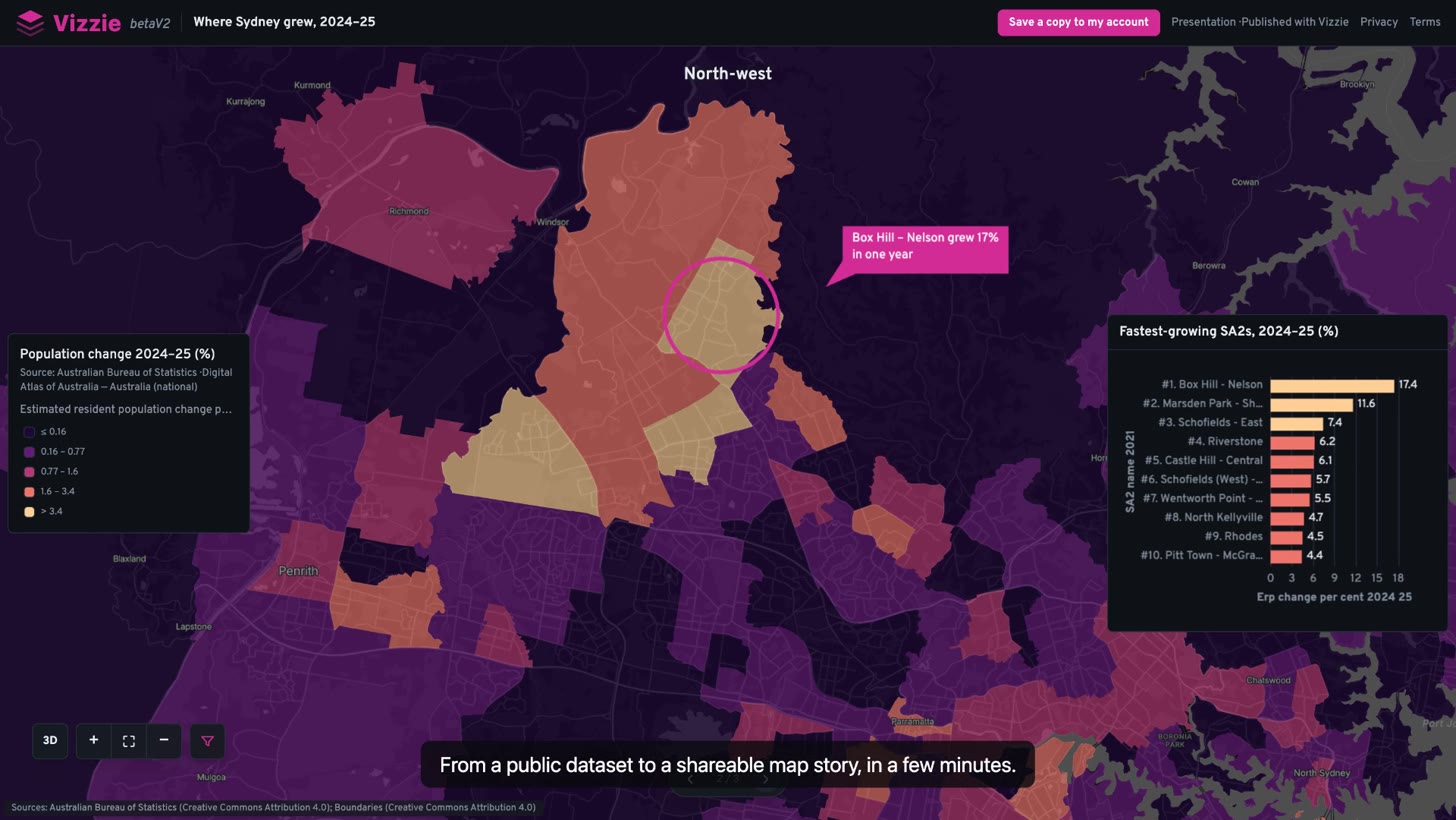 Vizzie betaV2
Where Sydney grew, 2024–25
Save a copy to my account
Presentation ·Published with Vizzie
Privacy
Terms
North-west
Kurmond
Kurrajong
Richmond
Windsor
Brooklyn
Cowan
Berowra
Box Hill – Nelson grew 17%
in one year
Population change 2024–25 (%)
Source: Australian Bureau of Statistics ·Digital
Atlas of Australia — Australia (national)
Estimated resident population change p...
≤ 0.16
0.16 – 0.77
0.77 – 1.6
1.6 – 3.4
> 3.4
Fastest-growing SA2s, 2024–25 (%)
SA2 name 2021
#1. Box Hill - Nelson 17.4
#2. Marsden Park - Sh... 11.6
#3. Schofields - East 7.4
#4. Riverstone 6.2
#5. Castle Hill - Central 6.1
#6. Schofields (West) -... 5.7
#7. Wentworth Point - ... 5.5
#8. North Kellyville 4.7
#9. Rhodes 4.5
#10. Pitt Town - McGra... 4.4
0 3 6 9 12 15 18
Erp change per cent 2024 25
Blaxland
Penrith
Lapstone
Mulgoa
Parramatta
Chatswood
BORONIA
PARK
North Sydney
3D
+
−
From a public dataset to a shareable map story, in a few minutes.
Sources: Australian Bureau of Statistics (Creative Commons Attribution 4.0); Boundaries (Creative Commons Attribution 4.0)